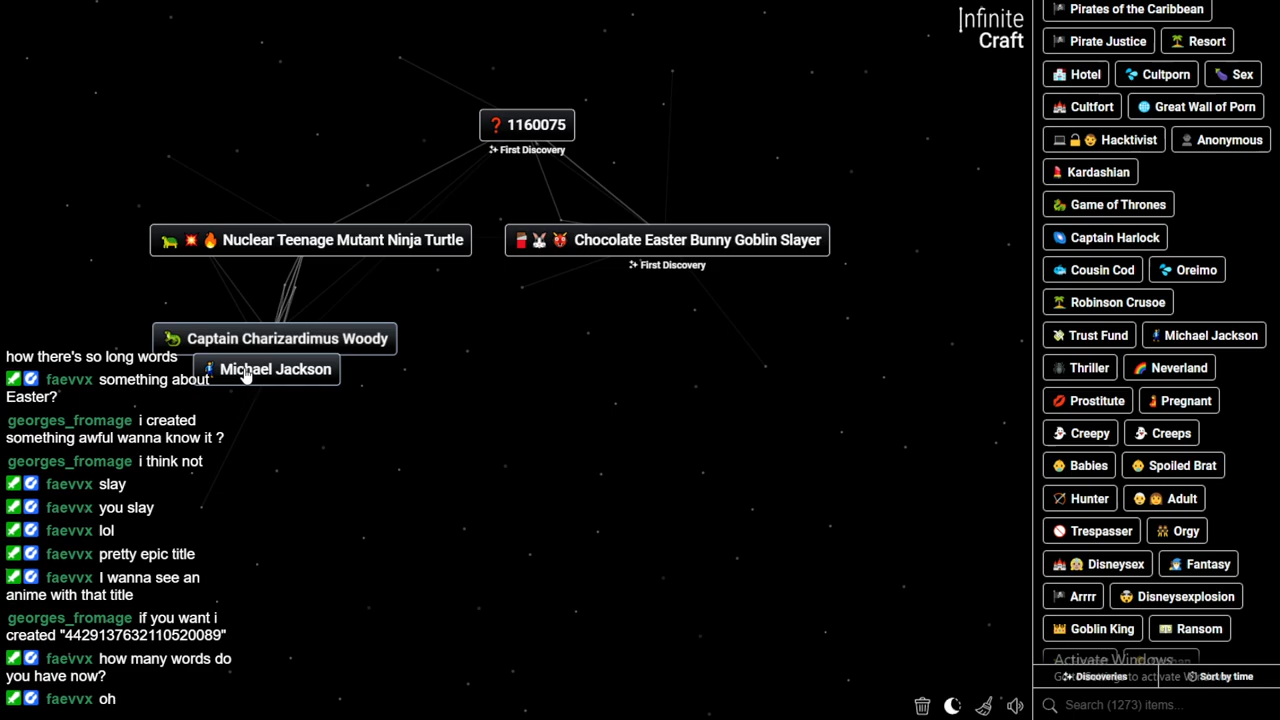 Infinite
Craft
❓ 1160075
✨ First Discovery
🐢 💥 🔥 Nuclear Teenage Mutant Ninja Turtle
🍫 🐰 👹 Chocolate Easter Bunny Goblin Slayer
✨ First Discovery
🐉 Captain Charizardimus Woody
Michael Jackson
how there's so long words
faevvx something about
Easter?
georges_fromage i created
something awful wanna know it ?
georges_fromage i think not
faevvx slay
faevvx you slay
faevvx lol
faevvx pretty epic title
faevvx I wanna see an
anime with that title
georges_fromage if you want i
created "4429137632110520089"
faevvx how many words do
you have now?
faevvx oh
Pirates of the Caribbean
Pirate Justice Resort
Hotel Cultporn Sex
Cultfort Great Wall of Porn
Hacktivist Anonymous
Kardashian
Game of Thrones
Captain Harlock
Cousin Cod Oreimo
Robinson Crusoe
Trust Fund Michael Jackson
Thriller Neverland
Prostitute Pregnant
Creepy Creeps
Babies Spoiled Brat
Hunter Adult
Trespasser Orgy
Disneysex Fantasy
Arrrr Disneysexplosion
Goblin King Ransom
Activate Windows
Discoveries Sort by time
Search (1273) items...